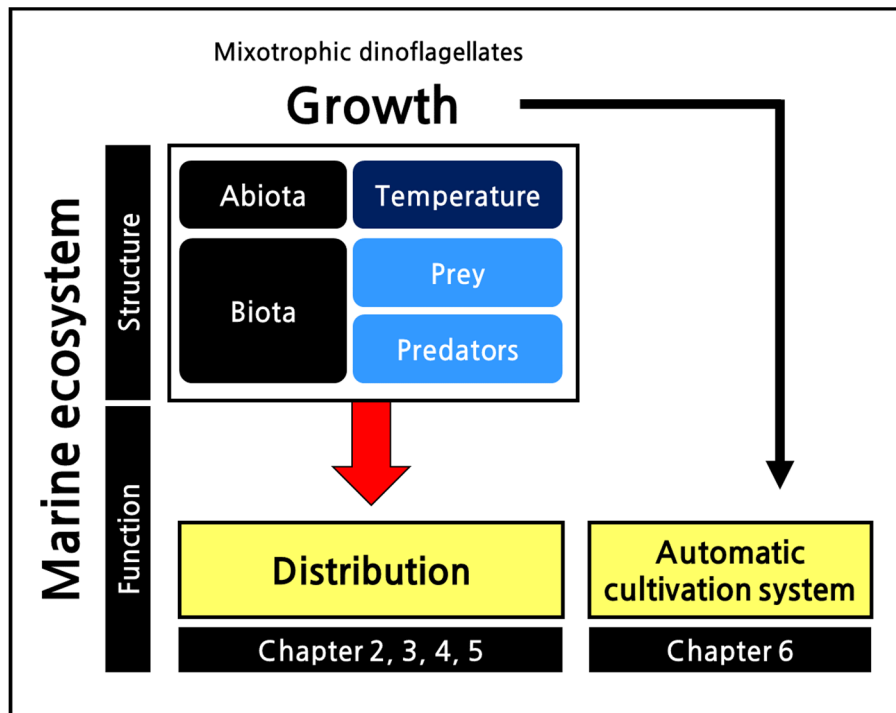 Mixotrophic dinoflagellates
Growth
Marine ecosystem
Structure
Abiota
Temperature
Biota
Prey
Predators
Function
Distribution
Automatic
cultivation system
Chapter 2, 3, 4, 5
Chapter 6